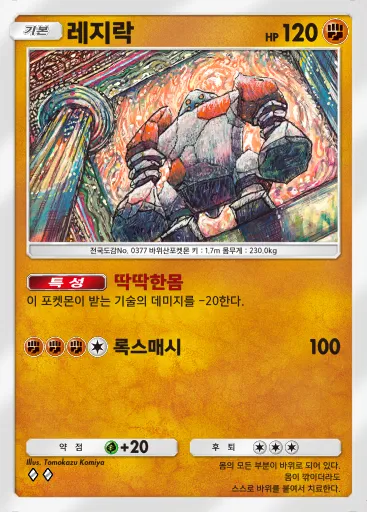 기본 레지락 HP 120
전국도감No. 0377 바위산포켓몬 키 : 1.7m 몸무게 : 230.0kg
특성 딱딱한몸
이 포켓몬이 받는 기술의 데미지를 -20한다.
록스매시 100
약점 +20 후퇴
Illus. Tomokazu Komiya
몸의 모든 부분이 바위로 되어 있다.
몸이 깎이더라도
스스로 바위를 붙여서 치료한다.